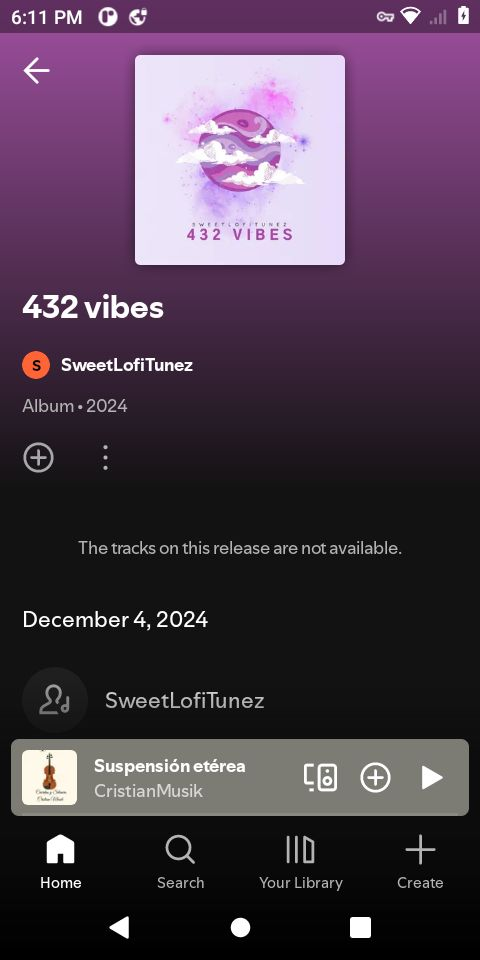 6:11 PM
SWEETLOFITUNEZ
432 VIBES
432 vibes
S
SweetLofiTunez
Album • 2024
The tracks on this release are not available.
December 4, 2024
SweetLofiTunez
Suspensión etérea
CristianMusik
Home
Search
Your Library
Create